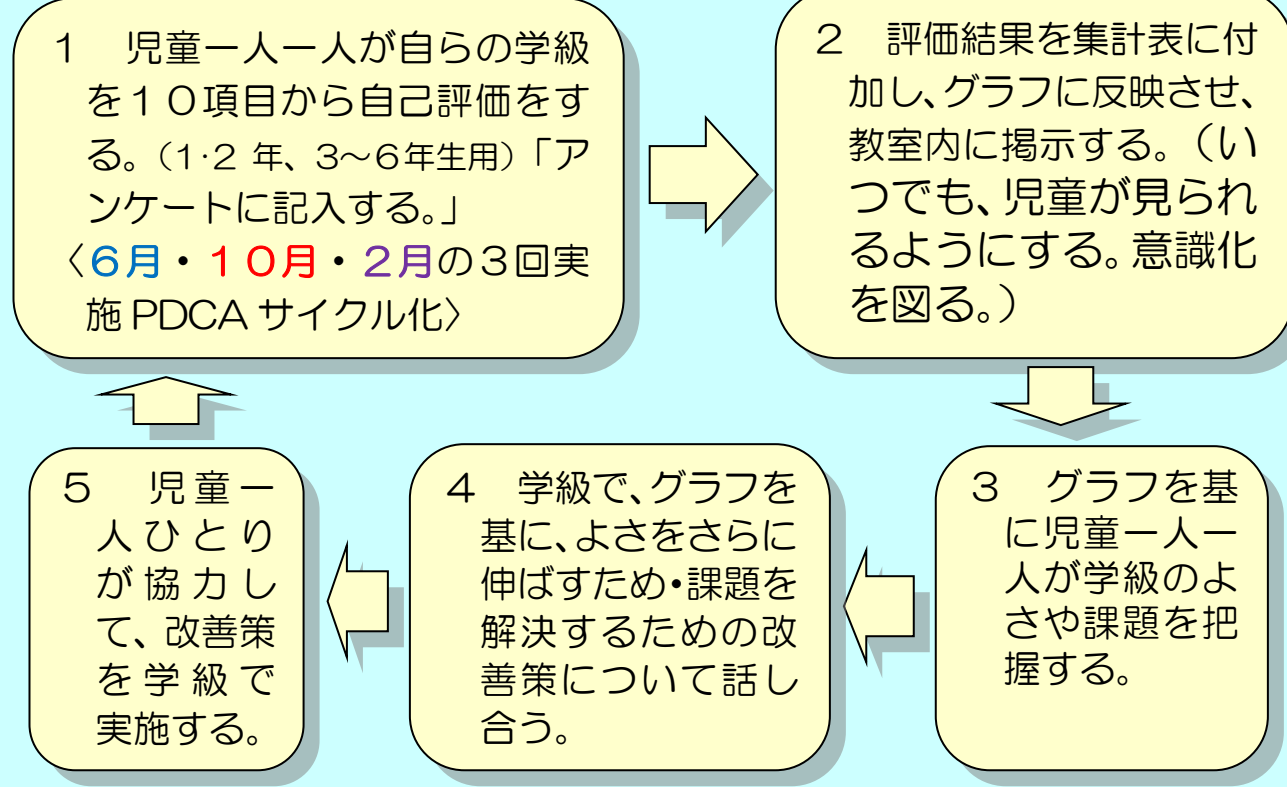 １　児童一人一人が自らの学級
を１０項目から自己評価をす
る。（1・2 年、3～6年生用）「ア
ンケートに記入する。」
〈６月・１０月・２月の３回実
施 PDCA サイクル化〉
２　評価結果を集計表に付
加し、グラフに反映させ、
教室内に掲示する。（い
つでも、児童が見られ
るようにする。意識化
を図る。）
３　グラフを基
に児童一人一
人が学級のよ
さや課題を把
握する。
４　学級で、グラフを
基に、よさをさらに
伸ばすため・課題を
解決するための改
善策について話し
合う。
５　児童一
人ひとり
が協力し
て、改善策
を学級で
実施する。